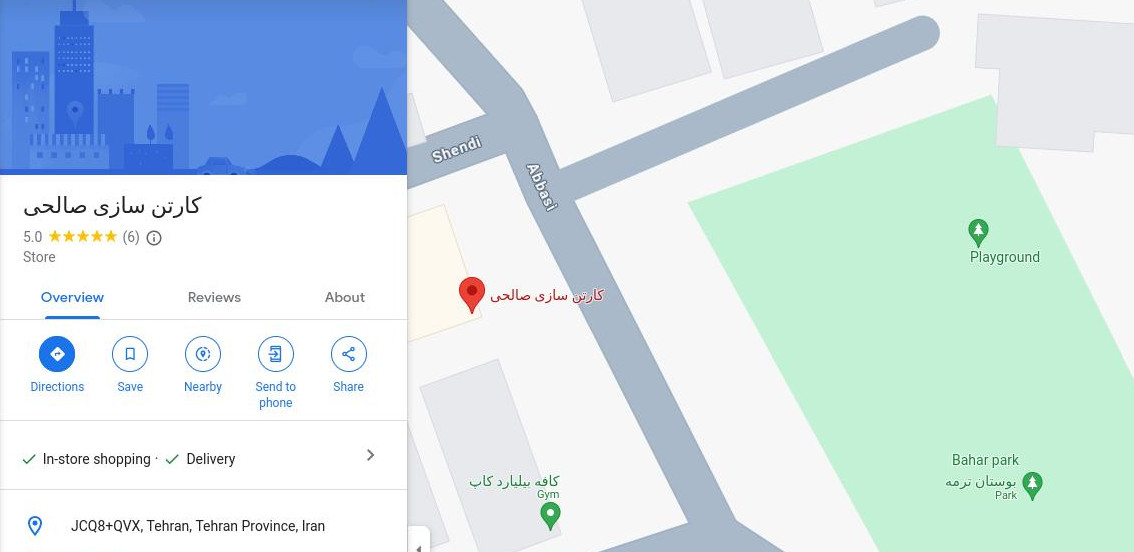 کارتن سازی صالحی
5.0 (6)
Store
Overview Reviews About
Directions Save Nearby Send to phone Share
In-store shopping · Delivery
JCQ8+QVX, Tehran, Tehran Province, Iran
Shendi
Abbasi
Playground
کارتن سازی صالحی
Bahar park
بوستان ترمه
Park
کافه بیلیارد کاپ
Gym